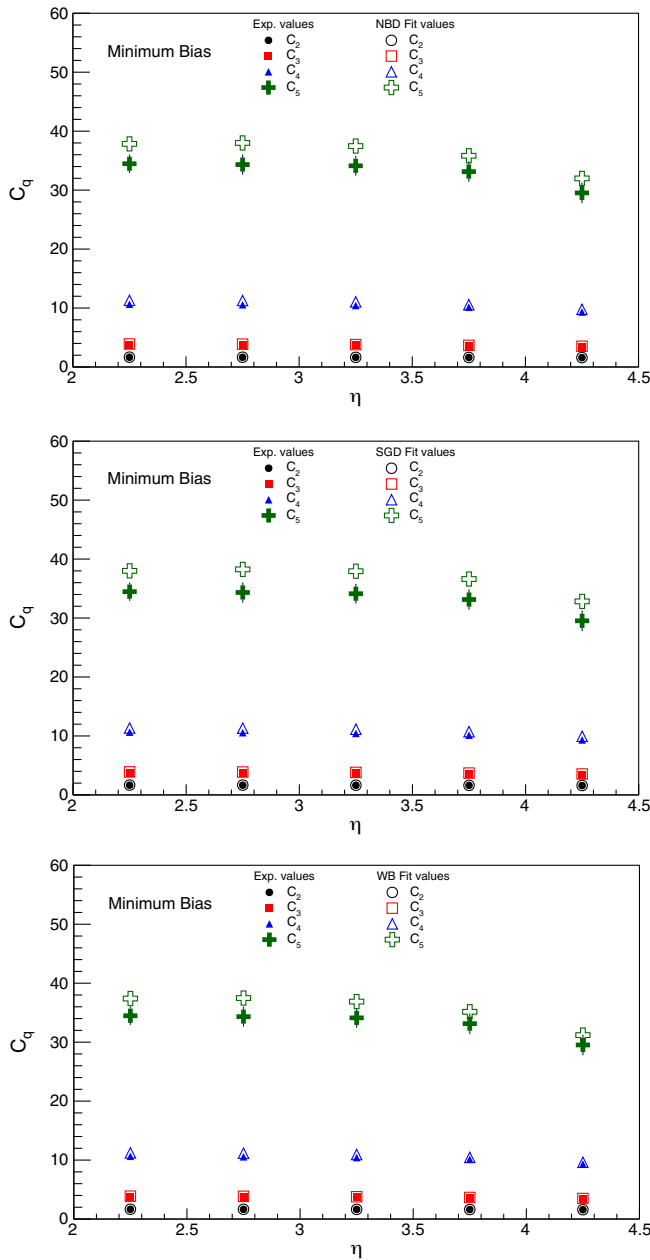 60
Minimum Bias
Exp. values
NBD Fit values
C₂ C₂
C₃ C₃
C₄ C₄
C₅ C₅
50
40
30
20
10
0
C_q
2 2.5 3 3.5 4 4.5
η
60
Minimum Bias
Exp. values
SGD Fit values
C₂ C₂
C₃ C₃
C₄ C₄
C₅ C₅
50
40
30
20
10
0
C_q
2 2.5 3 3.5 4 4.5
η
60
Minimum Bias
Exp. values
WB Fit values
C₂ C₂
C₃ C₃
C₄ C₄
C₅ C₅
50
40
30
20
10
0
C_q
2 2.5 3 3.5 4 4.5
η